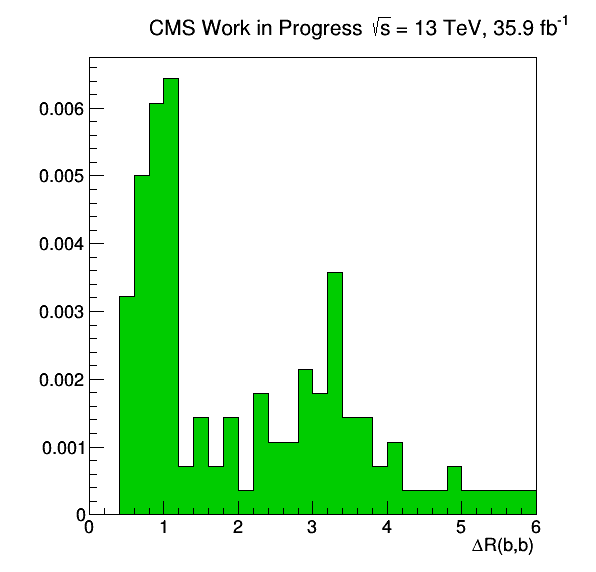 CMS Work in Progress √s = 13 TeV, 35.9 fb⁻¹
0.006
0.005
0.004
0.003
0.002
0.001
0
0 1 2 3 4 5 6
ΔR(b,b)